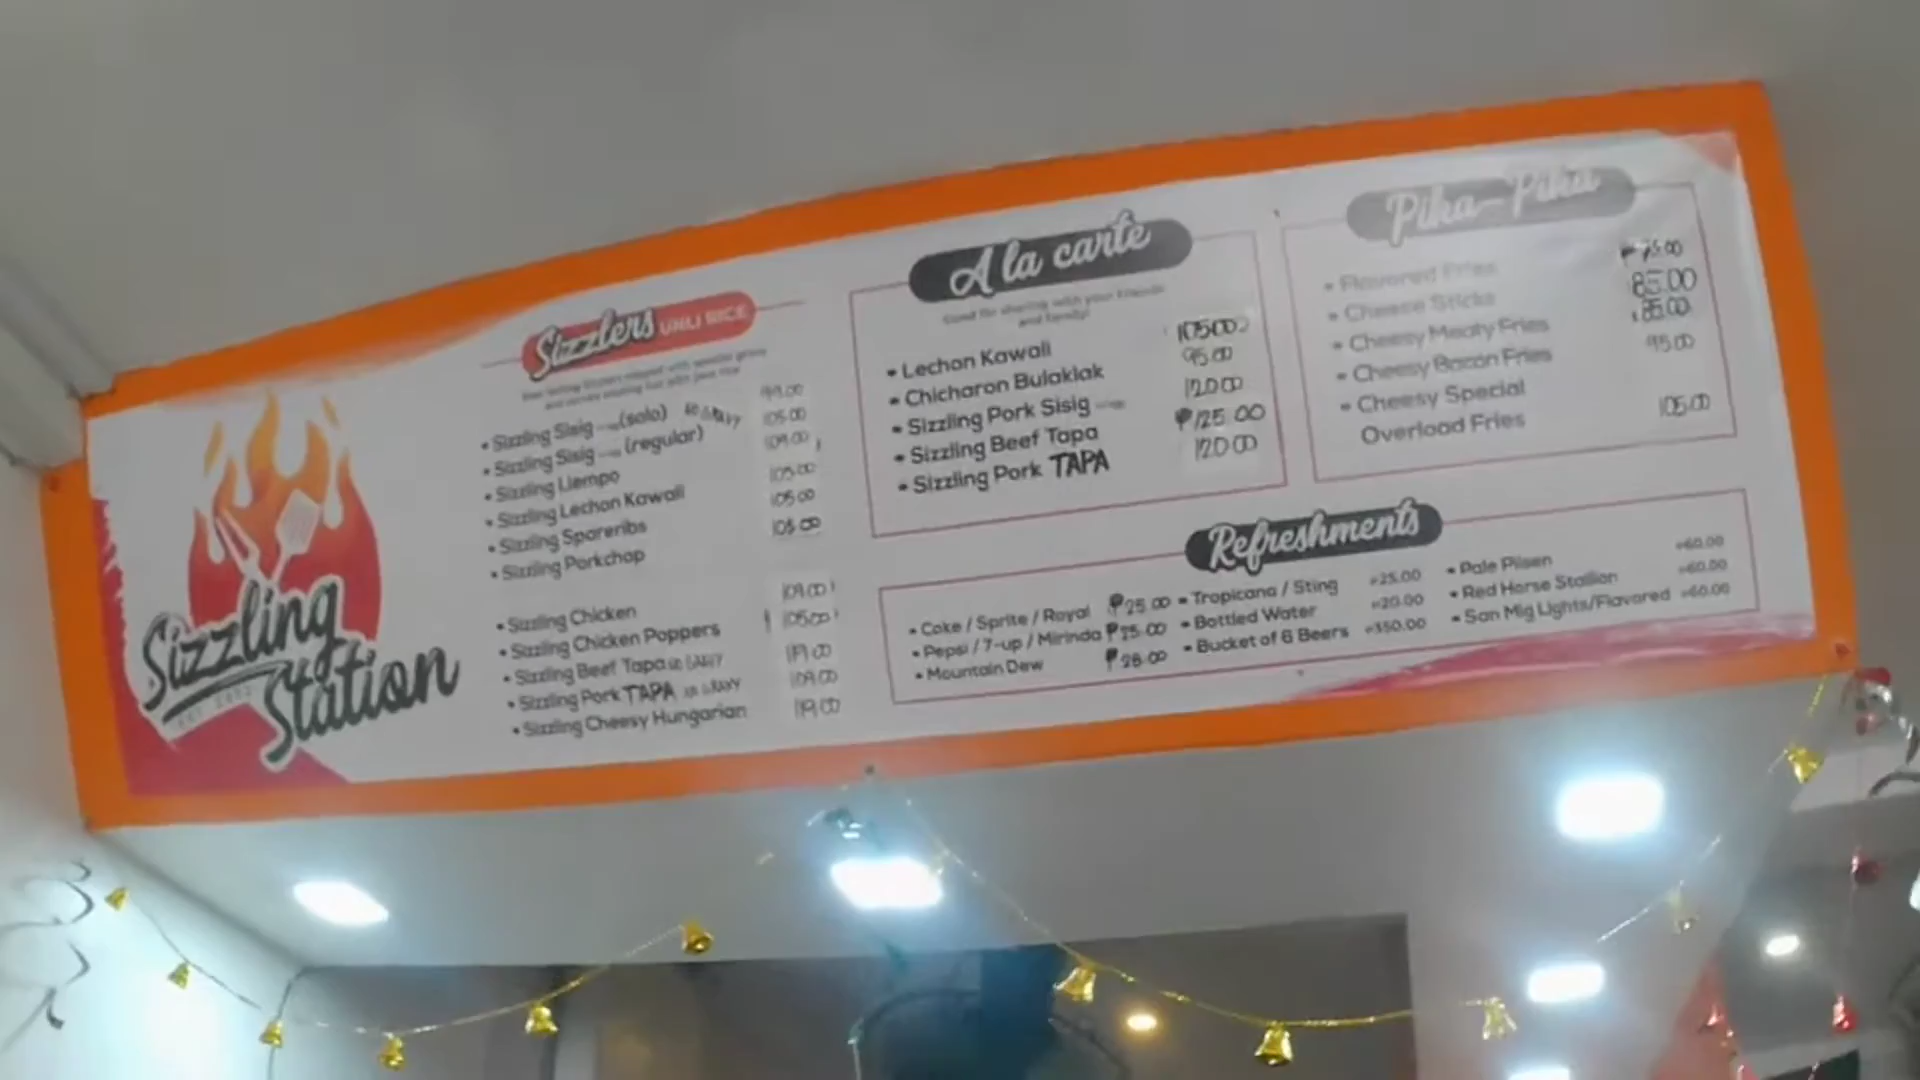 Sizzling
Station
Sizzlers UNLI RICE
• Sizzling Sisig (solo) NO GRAVY 99.00
• Sizzling Sisig (regular) 105.00
• Sizzling Liempo 109.00
• Sizzling Lechon Kawali 105.00
• Sizzling Spareribs 105.00
• Sizzling Porkchop 105.00
• Sizzling Chicken 109.00
• Sizzling Chicken Poppers 105.00
• Sizzling Beef Tapa NO GRAVY 119.00
• Sizzling Pork TAPA NO GRAVY 109.00
• Sizzling Cheesy Hungarian 119.00
A la carte
Good for sharing with your friends
and family!
• Lechon Kawali 105.00
• Chicharon Bulaklak 95.00
• Sizzling Pork Sisig 120.00
• Sizzling Beef Tapa ₱125.00
• Sizzling Pork TAPA 120.00
Pika-Pika
• Flavored Fries ₱75.00
• Cheese Sticks 85.00
• Cheesy Meaty Fries 85.00
• Cheesy Bacon Fries 95.00
• Cheesy Special
Overload Fries 105.00
Refreshments
• Coke / Sprite / Royal ₱25.00
• Pepsi / 7-up / Mirinda ₱25.00
• Mountain Dew ₱28.00
• Tropicana / Sting ₱25.00
• Bottled Water ₱20.00
• Bucket of 6 Beers ₱350.00
• Pale Pilsen ₱60.00
• Red Horse Stallion ₱60.00
• San Mig Lights/Flavored ₱60.00